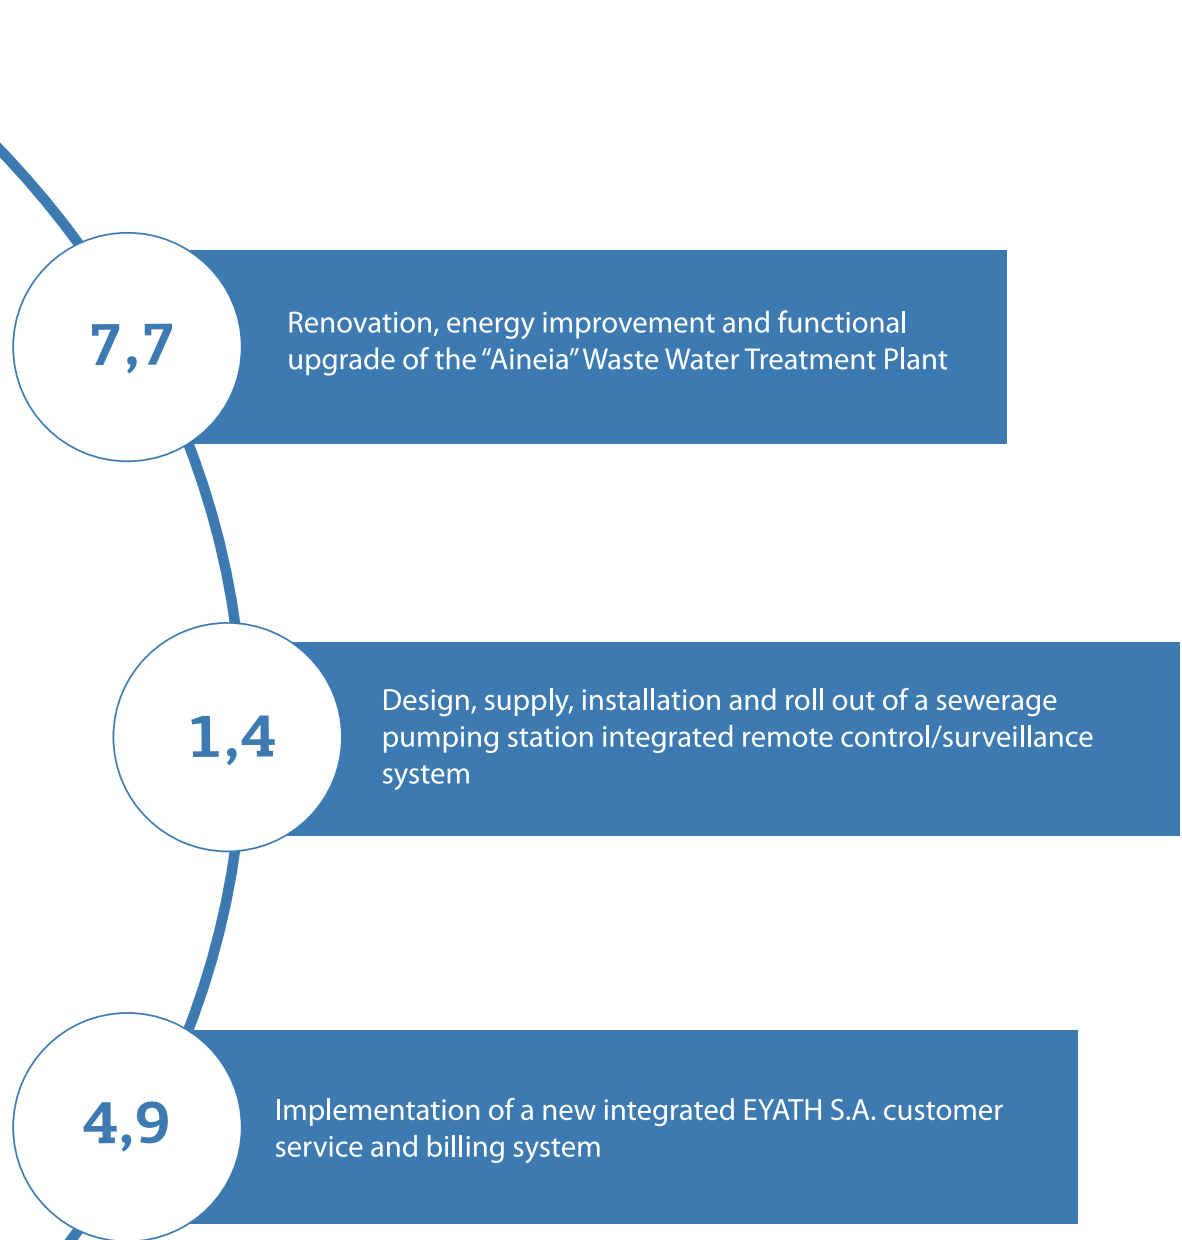 7,7
Renovation, energy improvement and functional
upgrade of the “Aineia” Waste Water Treatment Plant
1,4
Design, supply, installation and roll out of a sewerage
pumping station integrated remote control/surveillance
system
4,9
Implementation of a new integrated EYATH S.A. customer
service and billing system